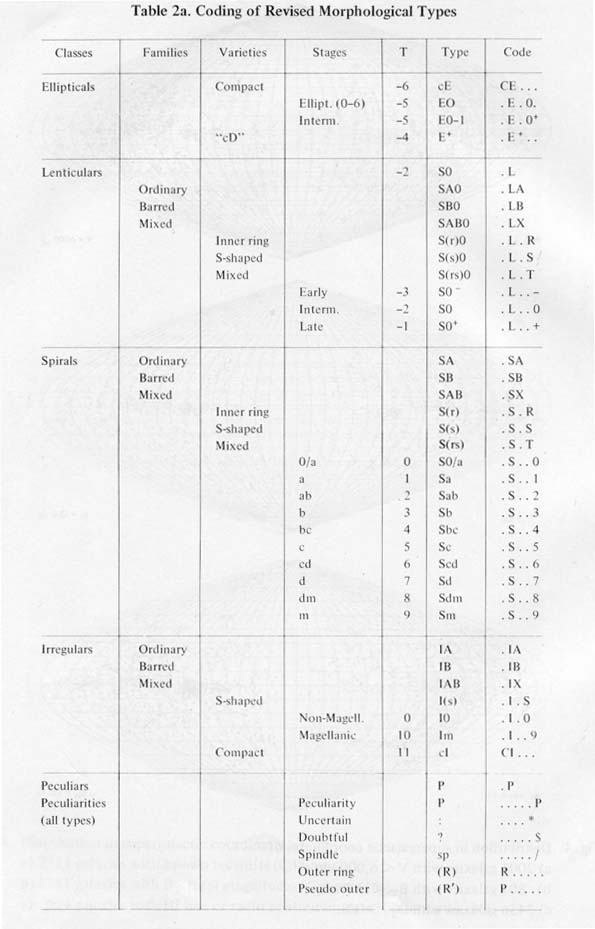 Table 2a. Coding of Revised Morphological Types
Classes Families Varieties Stages T Type Code
Ellipticals Compact −6 cE CE . . .
Ellipt. (0–6) −5 EO . E . 0.
Interm. −5 E0-1 . E . 0⁺
“cD” −4 E⁺ . E⁺ . .
Lenticulars −2 S0 . L
Ordinary SA0 . LA
Barred SB0 . LB
Mixed SAB0 . LX
Inner ring S(r)0 . L . R
S-shaped S(s)0 . L . S
Mixed S(rs)0 . L . T
Early −3 S0⁻ . L . . −
Interm. −2 S0 . L . . 0
Late −1 S0⁺ . L . . +
Spirals Ordinary SA . SA
Barred SB . SB
Mixed SAB . SX
Inner ring S(r) . S . R
S-shaped S(s) . S . S
Mixed S(rs) . S . T
0/a 0 S0/a . S . . 0
a 1 Sa . S . . 1
ab 2 Sab . S . . 2
b 3 Sb . S . . 3
bc 4 Sbc . S . . 4
c 5 Sc . S . . 5
cd 6 Scd . S . . 6
d 7 Sd . S . . 7
dm 8 Sdm . S . . 8
m 9 Sm . S . . 9
Irregulars Ordinary IA . IA
Barred IB . IB
Mixed IAB . IX
S-shaped I(s) . I . S
Non-Magell. 0 I0 . I . 0
Magellanic 10 Im . I . . 9
Compact 11 cI CI . . .
Peculiars P . P
Peculiarities Peculiarity P . . . . . P
(all types) Uncertain : . . . . *
Doubtful ? . . . . S
Spindle sp . . . . . /
Outer ring (R) R . . . . .
Pseudo outer (R′) P . . . . .